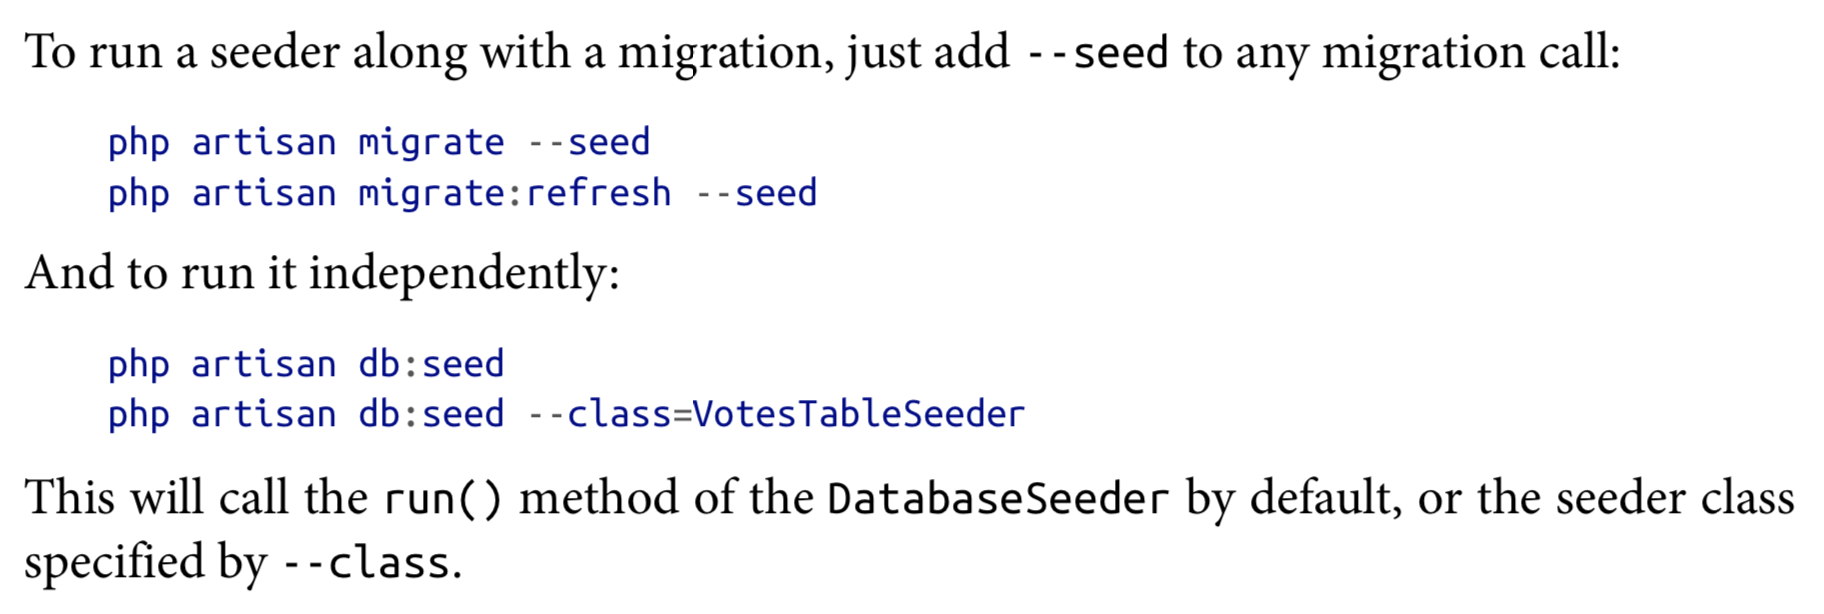 To run a seeder along with a migration, just add --seed to any migration call:
php artisan migrate --seed
php artisan migrate:refresh --seed
And to run it independently:
php artisan db:seed
php artisan db:seed --class=VotesTableSeeder
This will call the run() method of the DatabaseSeeder by default, or the seeder class
specified by --class.